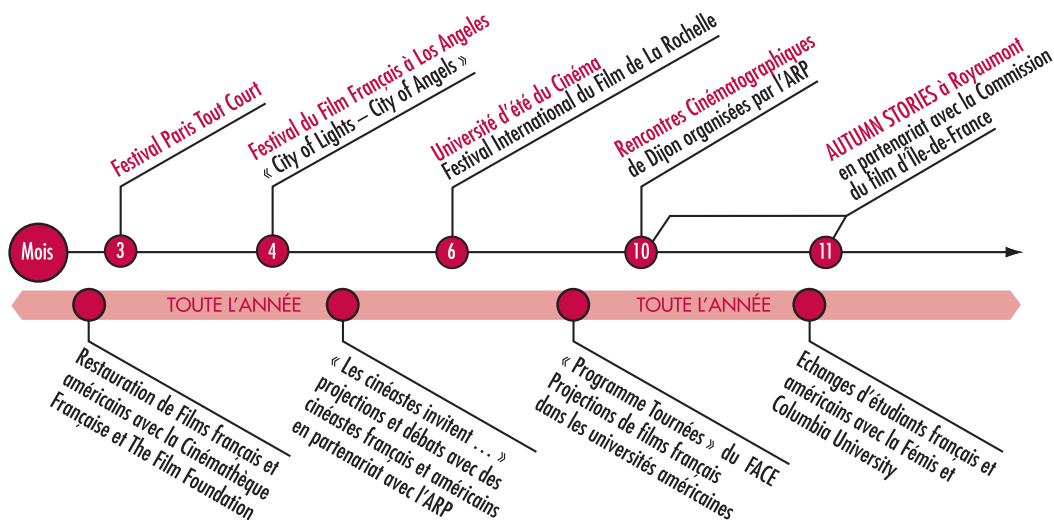 Festival Paris Tout Court
Festival du Film Français à Los Angeles
« City of Lights – City of Angels »
Université d’été du Cinéma
Festival International du Film de La Rochelle
Rencontres Cinématographiques
de Dijon organisées par l’ARP
AUTUMN STORIES à Royaumont
en partenariat avec la Commission
du film d’Île-de-France
Mois
3
4
6
10
11
TOUTE L’ANNÉE
TOUTE L’ANNÉE
Restauration de Films français et
américains avec la Cinémathèque
Française et The Film Foundation
« Les cinéastes invitent … »
projections et débats avec des
cinéastes français et américains
en partenariat avec l’ARP
« Programme Tournées » du FACE
Projections de films français
dans les universités américaines
Echanges d’étudiants français et
américains avec la Fémis et
Columbia University